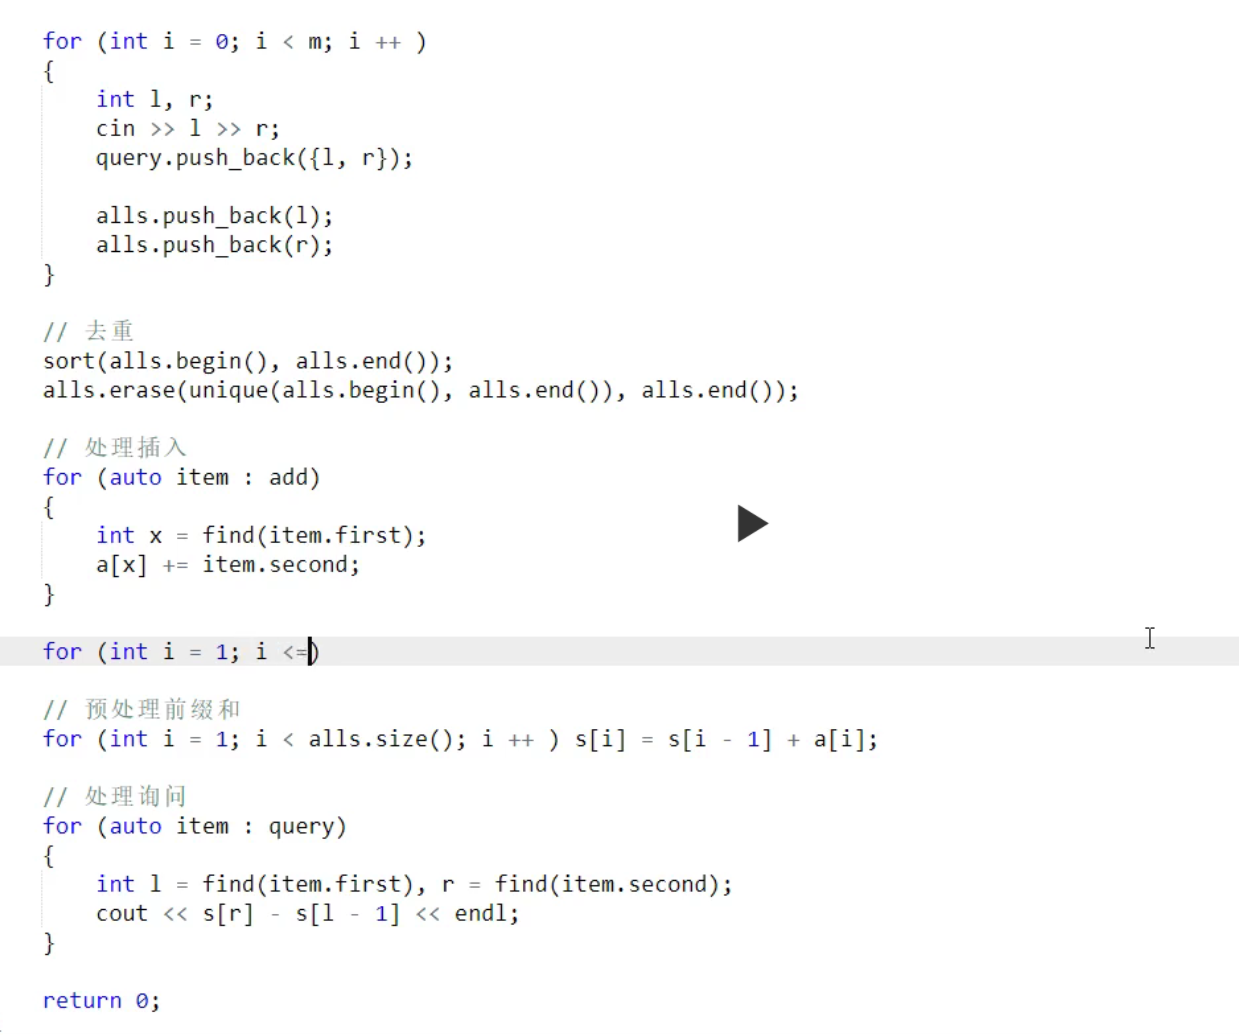 for (int i = 0; i < m; i ++ )
{
    int l, r;
    cin >> l >> r;
    query.push_back({l, r});

    alls.push_back(l);
    alls.push_back(r);
}

// 去重
sort(alls.begin(), alls.end());
alls.erase(unique(alls.begin(), alls.end()), alls.end());

// 处理插入
for (auto item : add)
{
    int x = find(item.first);
    a[x] += item.second;
}

for (int i = 1; i <=)

// 预处理前缀和
for (int i = 1; i < alls.size(); i ++ ) s[i] = s[i - 1] + a[i];

// 处理询问
for (auto item : query)
{
    int l = find(item.first), r = find(item.second);
    cout << s[r] - s[l - 1] << endl;
}

return 0;